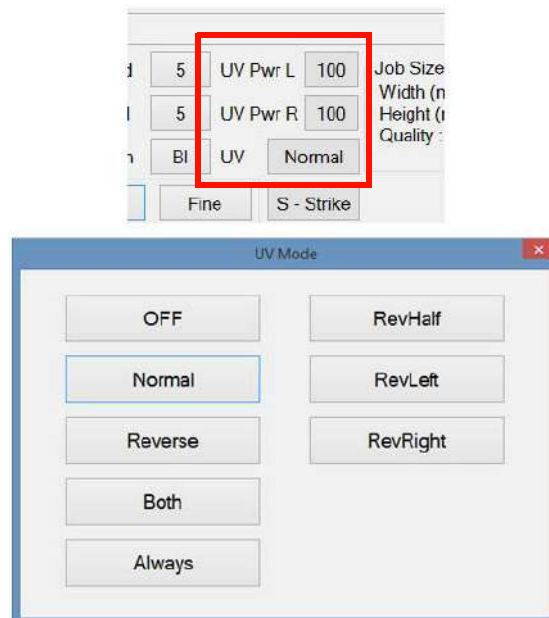 5 UV Pwr L 100 Job Size
Width (
5 UV Pwr R 100 Height (
Quality :
BI UV Normal
Fine S - Strike
UV Mode
OFF RevHalf
Normal RevLeft
Reverse RevRight
Both
Always